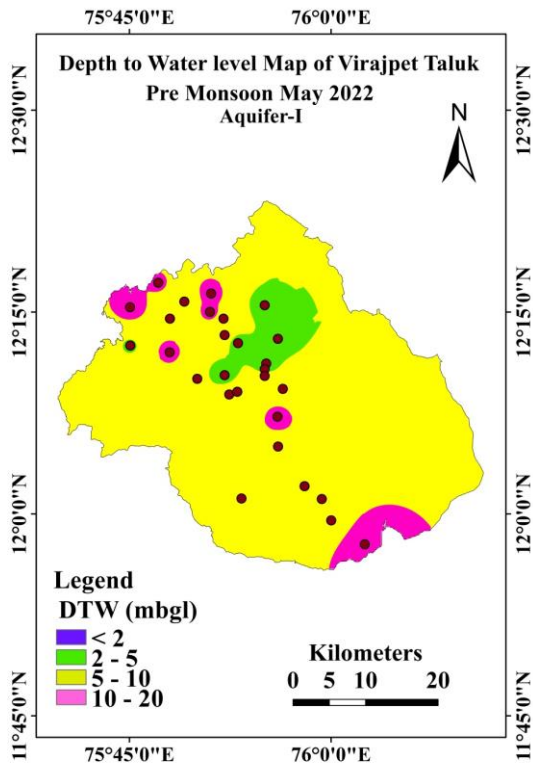 75°45'0"E 76°0'0"E
Depth to Water level Map of Virajpet Taluk
Pre Monsoon May 2022
Aquifer-I
N
12°30'0"N 12°30'0"N
12°15'0"N 12°15'0"N
12°0'0"N 12°0'0"N
Legend
DTW (mbgl)
< 2
2 - 5
5 - 10
10 - 20
Kilometers
0 5 10 20
11°45'0"N 11°45'0"N
75°45'0"E 76°0'0"E